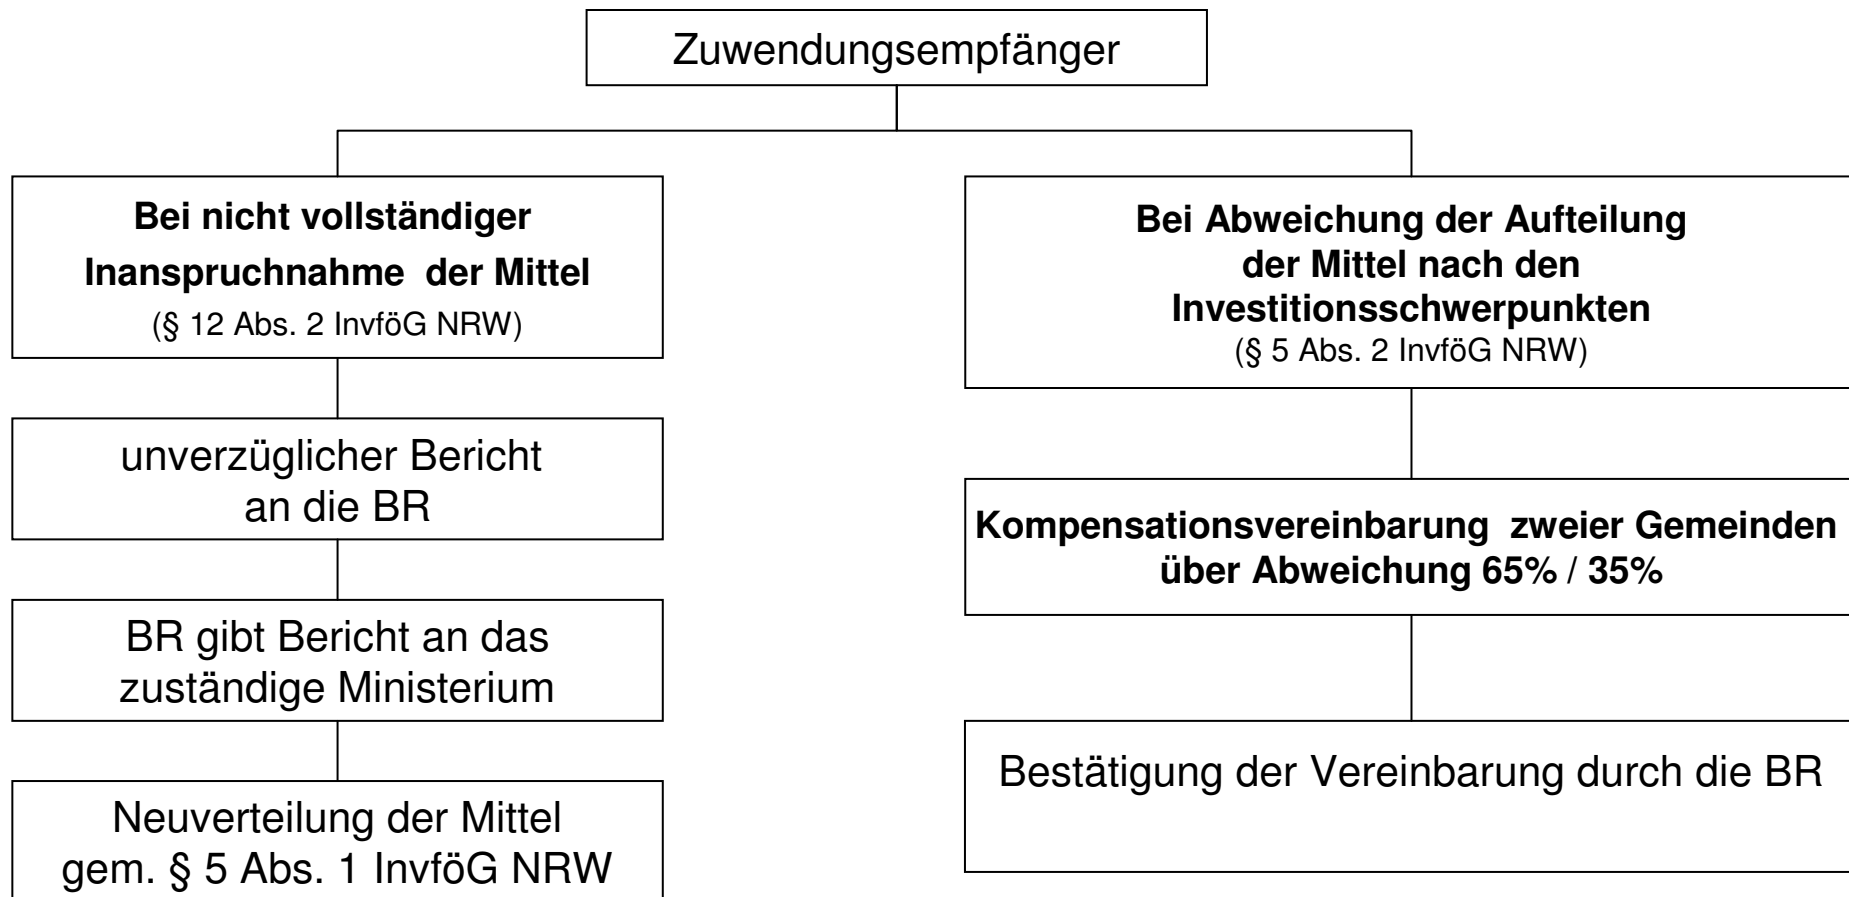 Zuwendungsempfänger
Bei nicht vollständiger
Inanspruchnahme der Mittel
(§ 12 Abs. 2 InvföG NRW)
unverzüglicher Bericht
an die BR
BR gibt Bericht an das
zuständige Ministerium
Neuverteilung der Mittel
gem. § 5 Abs. 1 InvföG NRW
Bei Abweichung der Aufteilung
der Mittel nach den
Investitionsschwerpunkten
(§ 5 Abs. 2 InvföG NRW)
Kompensationsvereinbarung zweier Gemeinden
über Abweichung 65% / 35%
Bestätigung der Vereinbarung durch die BR